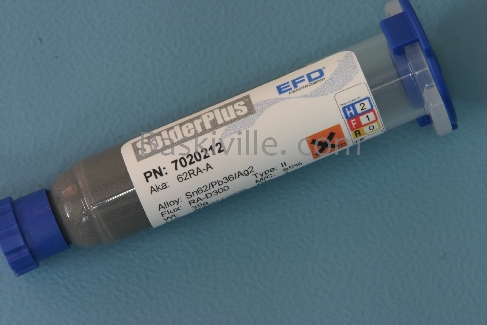 EFD
SolderPlus
PN: 7020212
Aka: 62RA-A
Alloy: Sn62/Pb36/Ag2
Flux: RA-D300 Type: II
H 2
F 1
R 0
Baskiville.com